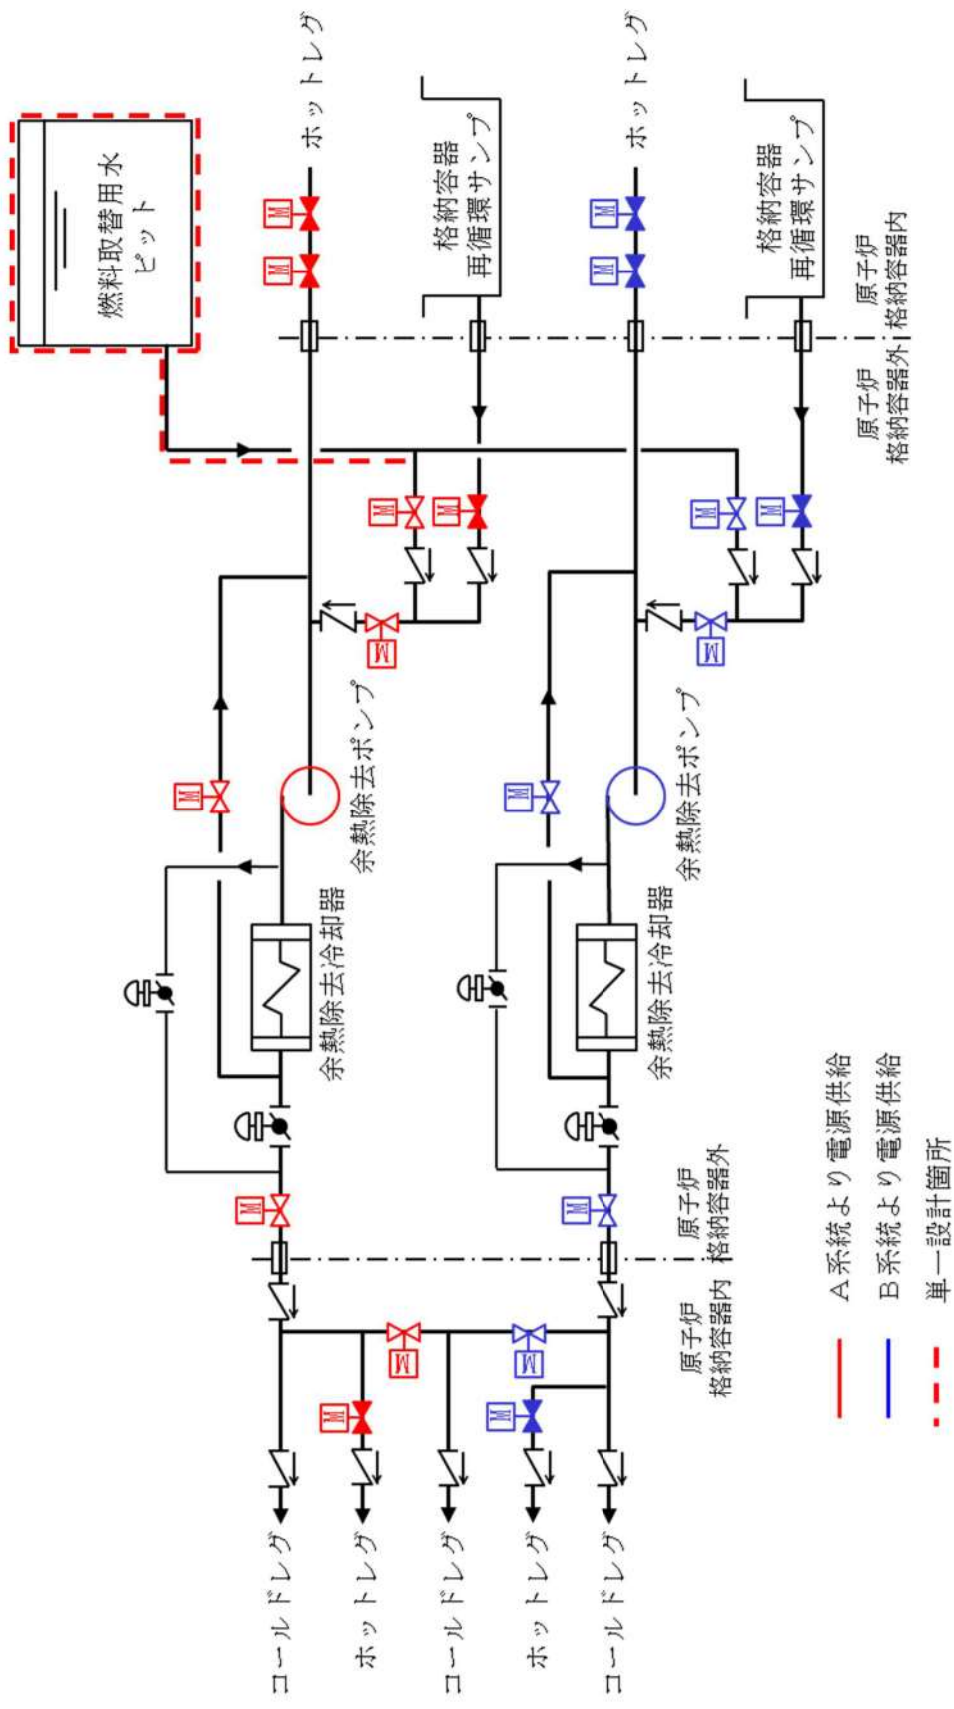 燃料取替用水
ピット
ホットレグ
M
M
格納容器
再循環サンプ
ホットレグ
M
M
格納容器
再循環サンプ
原子炉
格納容器内
原子炉
格納容器外
M
M
M
M
M
M
余熱除去ポンプ
余熱除去ポンプ
M
M
余熱除去冷却器
余熱除去冷却器
M
M
原子炉
格納容器外
原子炉
格納容器内
M
M
M
M
コールドレグ
ホットレグ
コールドレグ
ホットレグ
コールドレグ
A系統より電源供給
B系統より電源供給
単一設計箇所